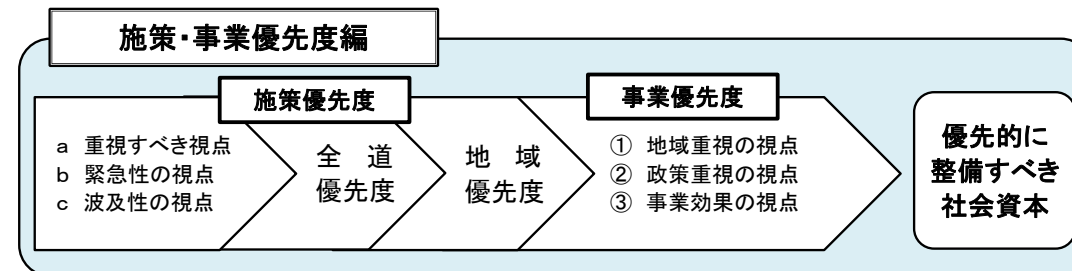 施策・事業優先度編
施策優先度
a 重視すべき視点
b 緊急性の視点
c 波及性の視点
全 道
優先度
地 域
優先度
事業優先度
① 地域重視の視点
② 政策重視の視点
③ 事業効果の視点
優先的に
整備すべき
社会資本